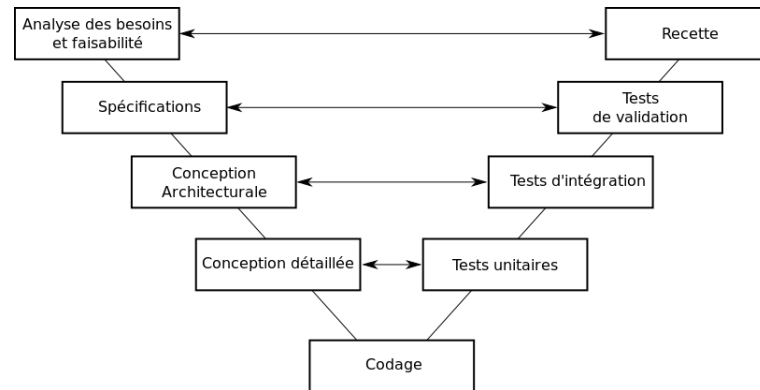 Analyse des besoins
et faisabilité
Recette
Spécifications
Tests
de validation
Conception
Architecturale
Tests d'intégration
Conception détaillée
Tests unitaires
Codage